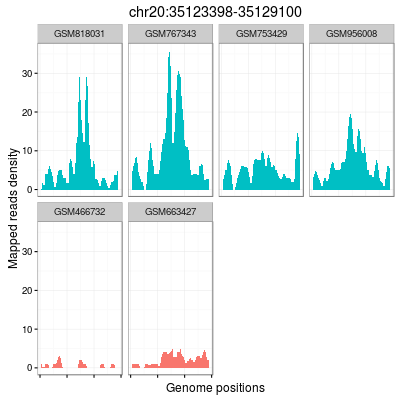 chr20:35123398-35129100
GSM818031 GSM767343 GSM753429 GSM956008
30
20
10
0
GSM466732 GSM663427
30
20
10
0
Mapped reads density
Genome positions